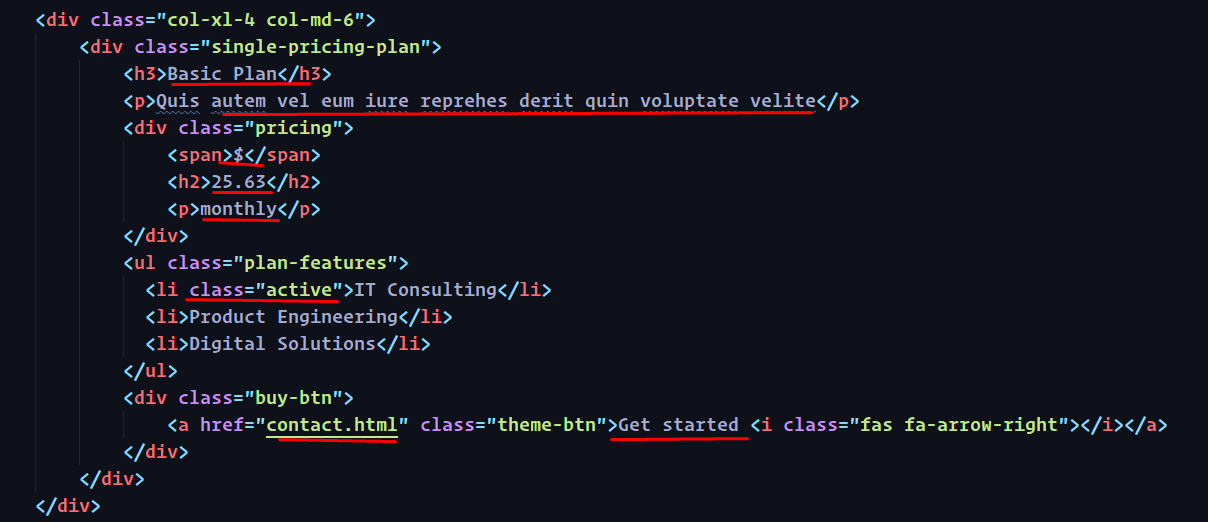 <div class="col-xl-4 col-md-6">
<div class="single-pricing-plan">
<h3>Basic Plan</h3>
<p>Quis autem vel eum iure reprehes derit quin voluptate velite</p>
<div class="pricing">
<span>$</span>
<h2>25.63</h2>
<p>monthly</p>
</div>
<ul class="plan-features">
<li class="active">IT Consulting</li>
<li>Product Engineering</li>
<li>Digital Solutions</li>
</ul>
<div class="buy-btn">
<a href="contact.html" class="theme-btn">Get started <i class="fas fa-arrow-right"></i></a>
</div>
</div>
</div>